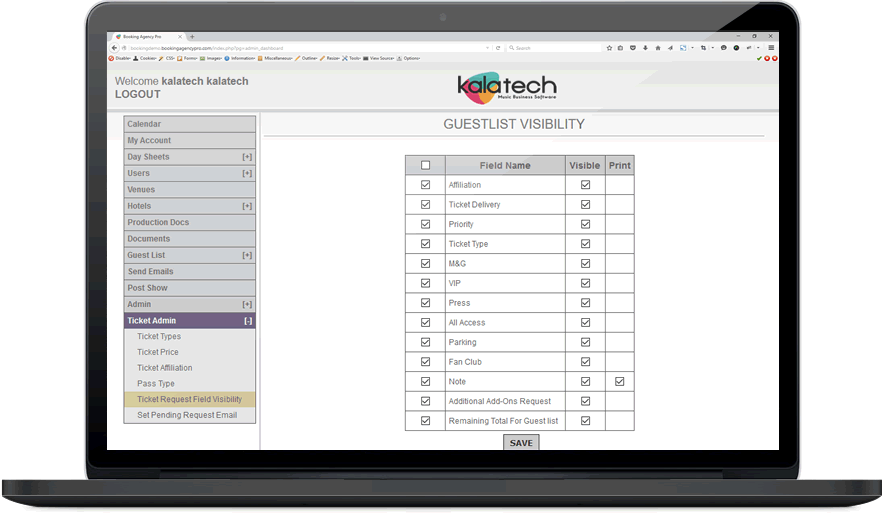 Booking Agency Pro
bookingdemo.bookingagencypro.com/index.php?pg=admin_dashboard
Search
Disable Cookies CSS Forms Images Information Miscellaneous Outline Resize Tools View Source Options
Welcome kalatech kalatech
LOGOUT
kalatech
Music Business Software
Calendar
My Account
Day Sheets [+]
Users [+]
Venues
Hotels [+]
Production Docs
Documents
Guest List [+]
Send Emails
Post Show
Admin [+]
Ticket Admin [-]
Ticket Types
Ticket Price
Ticket Affiliation
Pass Type
Ticket Request Field Visibility
Set Pending Request Email
GUESTLIST VISIBILITY
Field Name Visible Print
Affiliation
Ticket Delivery
Priority
Ticket Type
M&G
VIP
Press
All Access
Parking
Fan Club
Note
Additional Add-Ons Request
Remaining Total For Guest list
SAVE